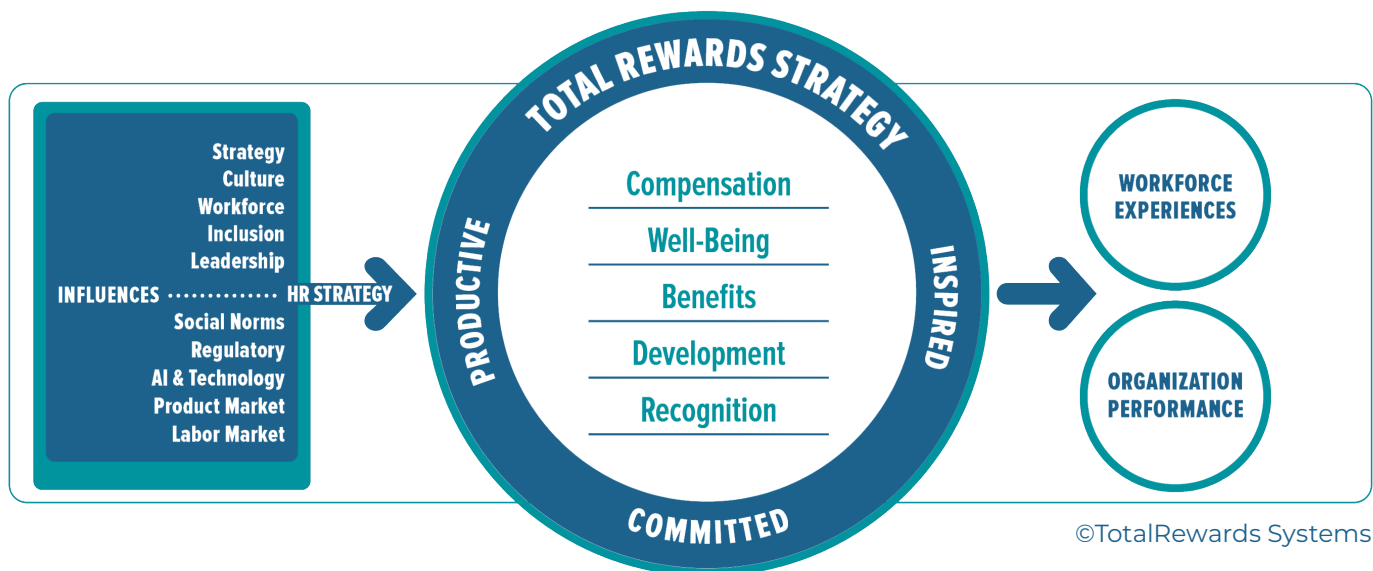 Strategy
Culture
Workforce
Inclusion
Leadership
INFLUENCES
HR STRATEGY
Social Norms
Regulatory
AI & Technology
Product Market
Labor Market
TOTAL REWARDS STRATEGY
PRODUCTIVE
Compensation
Well-Being
Benefits
Development
Recognition
INSPIRED
COMMITTED
WORKFORCE
EXPERIENCES
ORGANIZATION
PERFORMANCE
©TotalRewards Systems